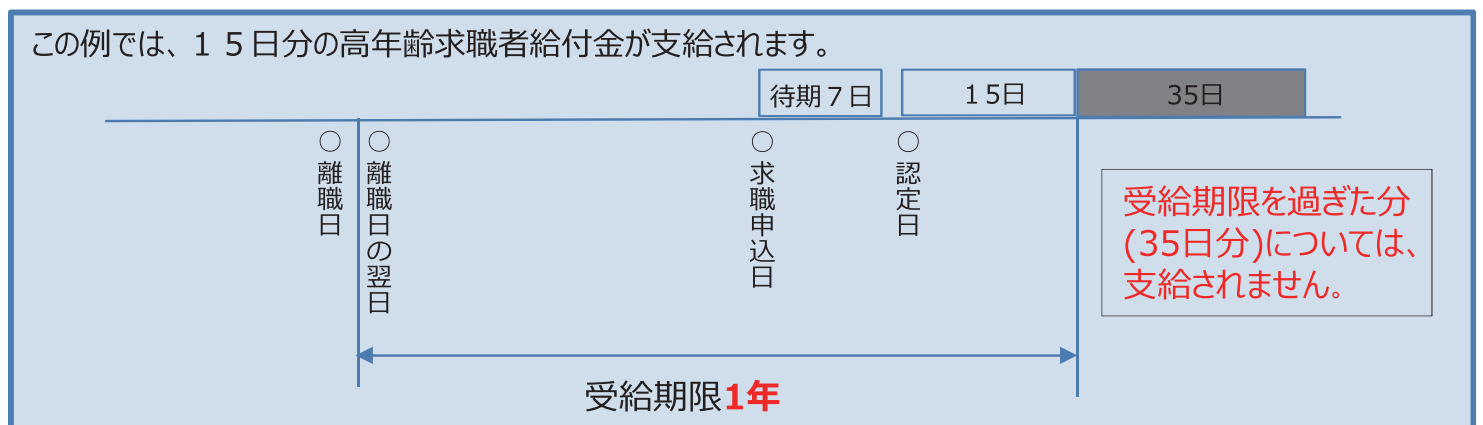 この例では、１５日分の高年齢求職者給付金が支給されます。
待期７日
１５日
35日
○離職日
○離職日の翌日
○求職申込日
○認定日
受給期限を過ぎた分
(35日分)については、
支給されません。
受給期限1年